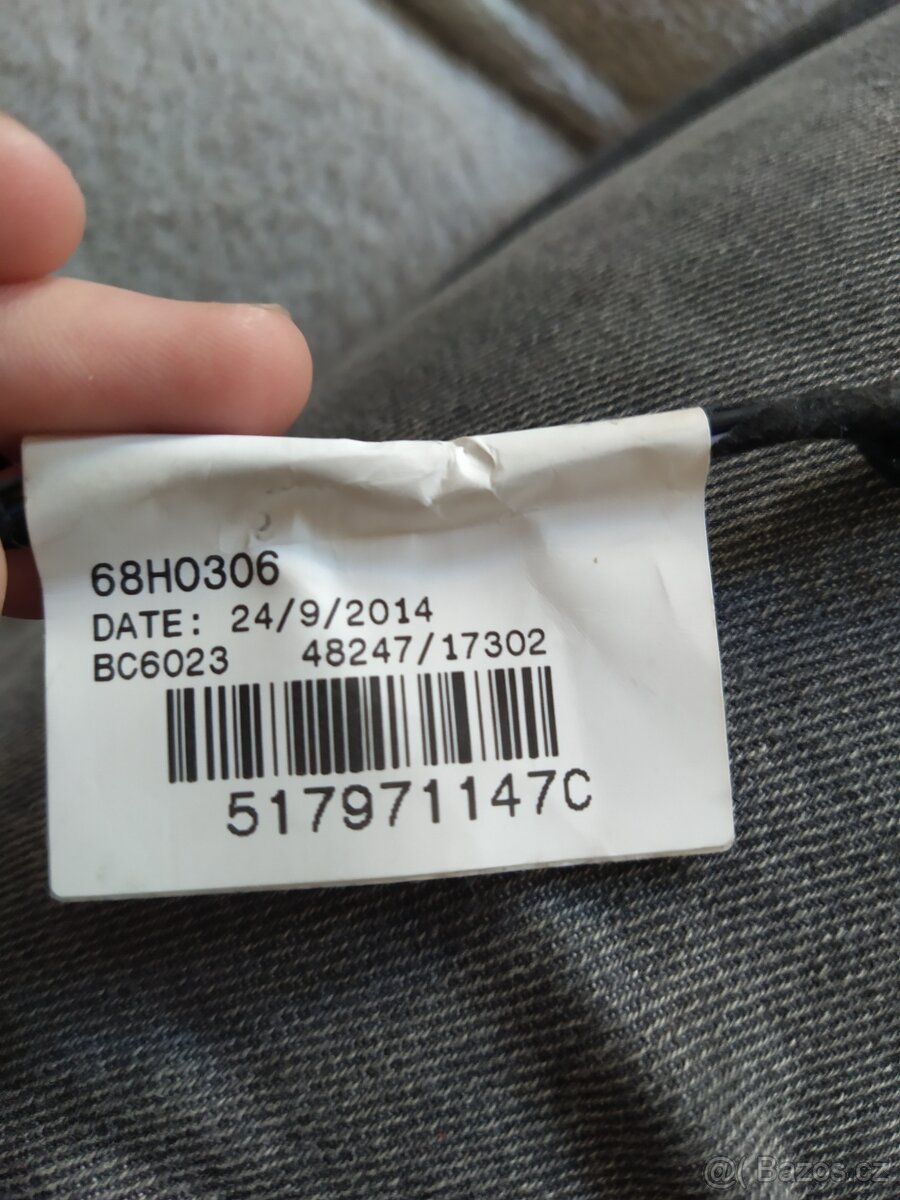 68H0306
DATE: 24/9/2014
BC6023 48247/17302
517971147C
@( Bazos.cz